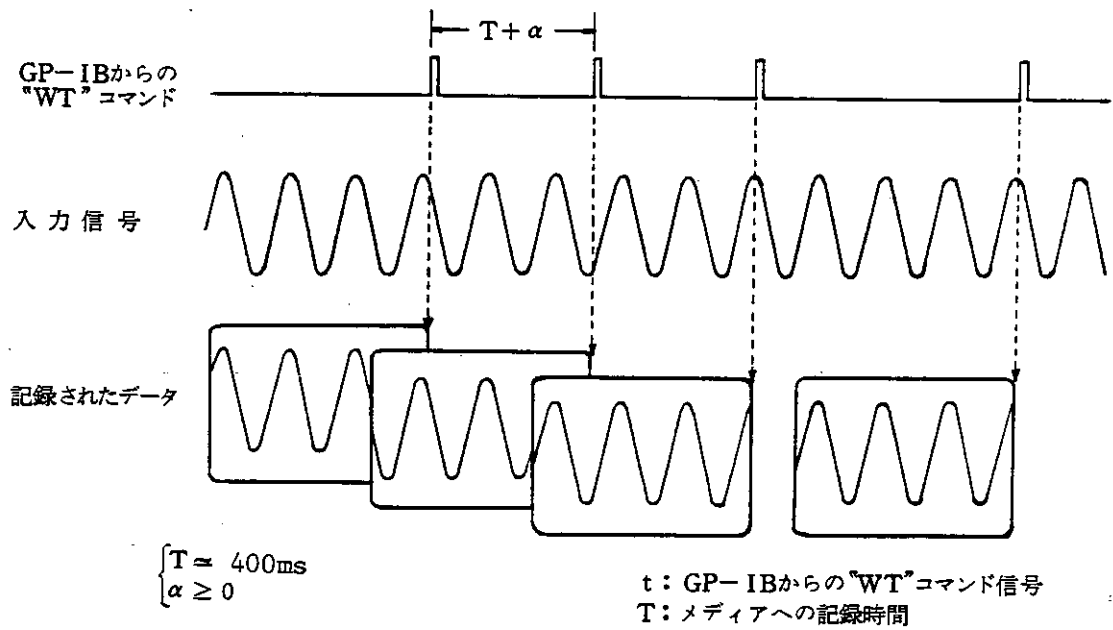 T+α
GP-IBからの
"WT"コマンド
入力信号
記録されたデータ
T≃ 400ms
α≥0
t：GP-IBからの"WT"コマンド信号
T：メディアへの記録時間